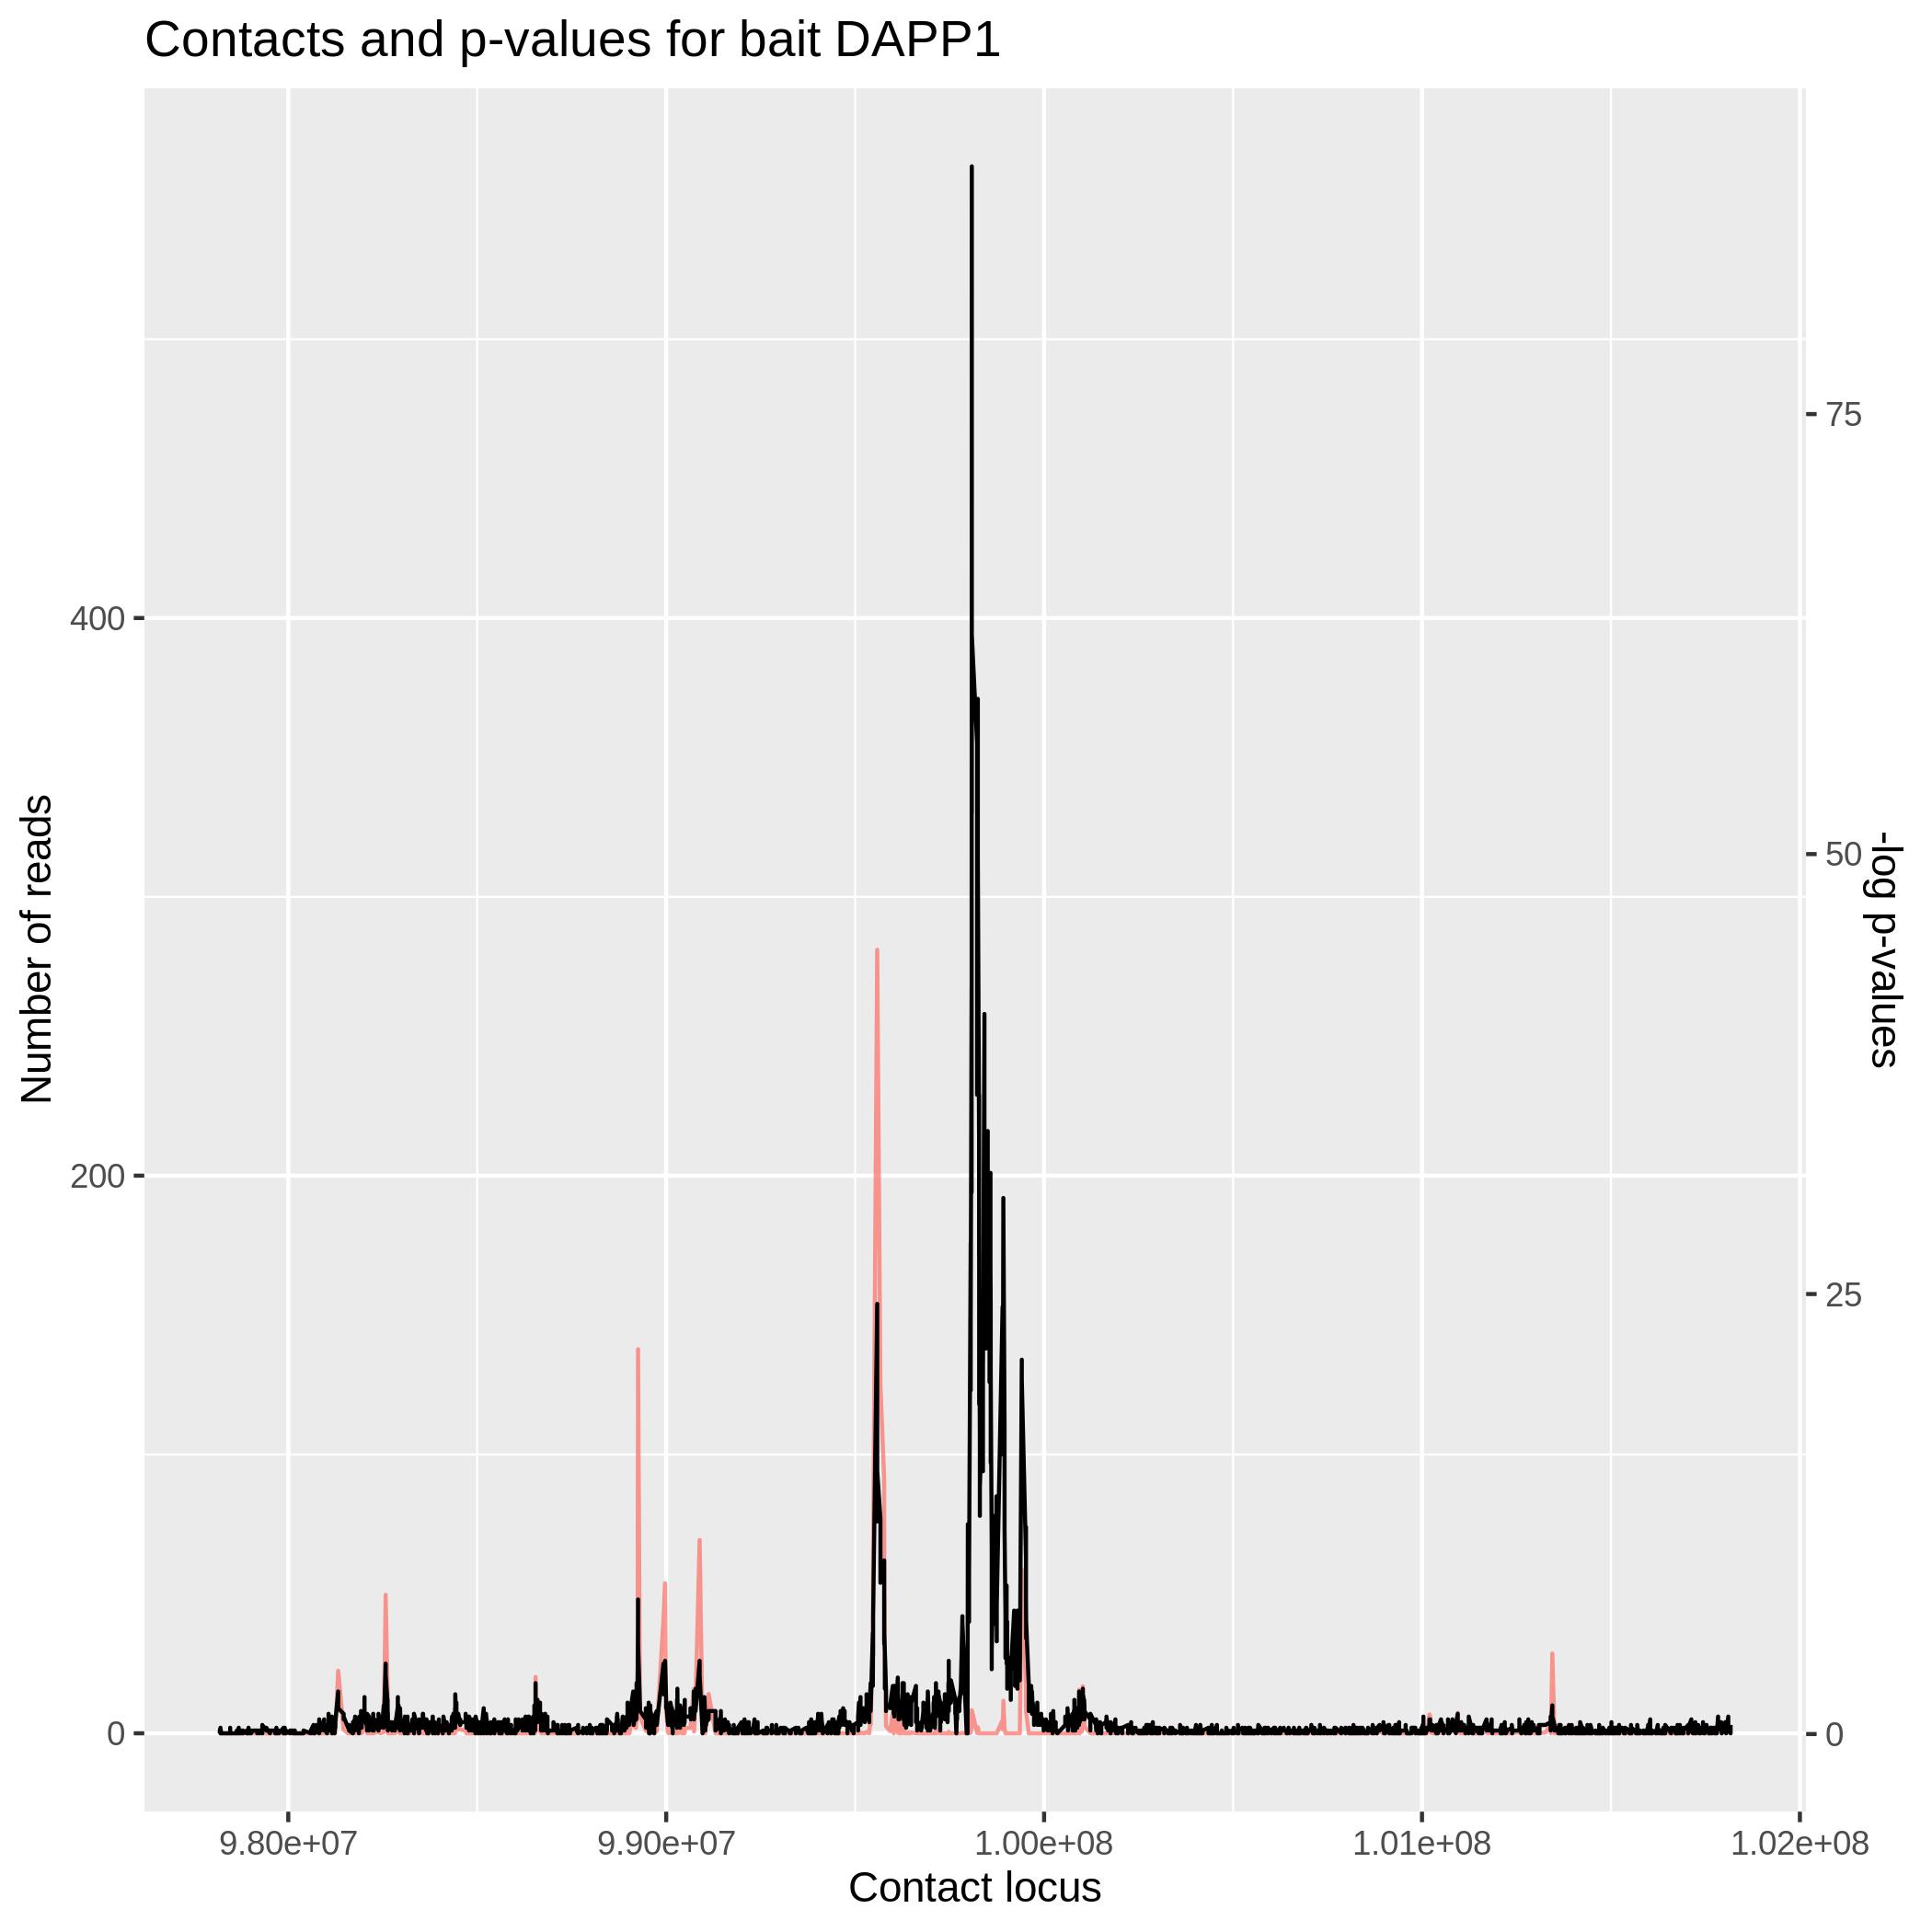 Contacts and p-values for bait DAPP1
Number of reads
400
200
0
75
50
25
0
-log p-values
9.80e+07
9.90e+07
1.00e+08
1.01e+08
1.02e+08
Contact locus